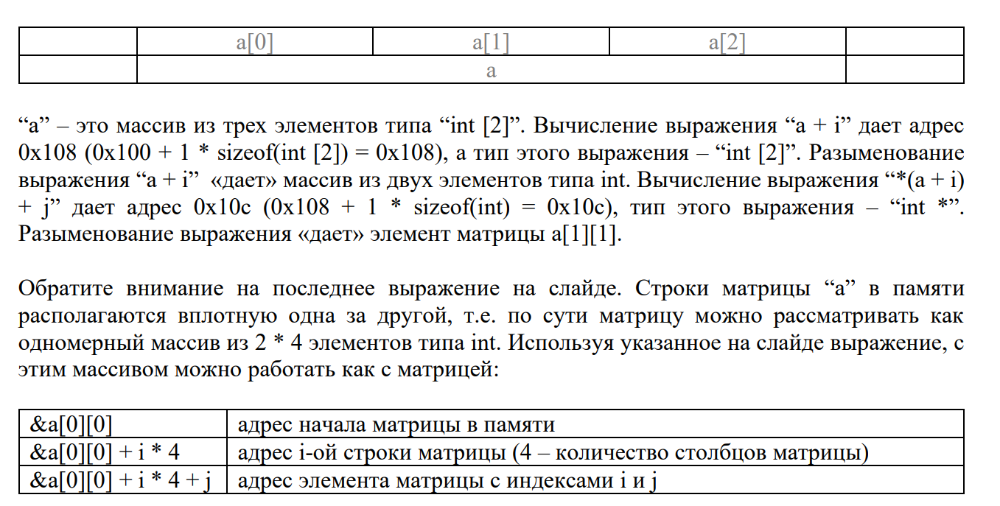 a[0] a[1] a[2]
a
“a” – это массив из трех элементов типа “int [2]”. Вычисление выражения “a + i” дает адрес
0x108 (0x100 + 1 * sizeof(int [2]) = 0x108), а тип этого выражения – “int [2]”. Разыменование
выражения “a + i” «дает» массив из двух элементов типа int. Вычисление выражения “*(a + i)
+ j” дает адрес 0x10c (0x108 + 1 * sizeof(int) = 0x10c), тип этого выражения – “int *”.
Разыменование выражения «дает» элемент матрицы a[1][1].
Обратите внимание на последнее выражение на слайде. Строки матрицы “a” в памяти
располагаются вплотную одна за другой, т.е. по сути матрицу можно рассматривать как
одномерный массив из 2 * 4 элементов типа int. Используя указанное на слайде выражение, с
этим массивом можно работать как с матрицей:
&a[0][0] адрес начала матрицы в памяти
&a[0][0] + i * 4 адрес i-ой строки матрицы (4 – количество столбцов матрицы)
&a[0][0] + i * 4 + j адрес элемента матрицы с индексами i и j